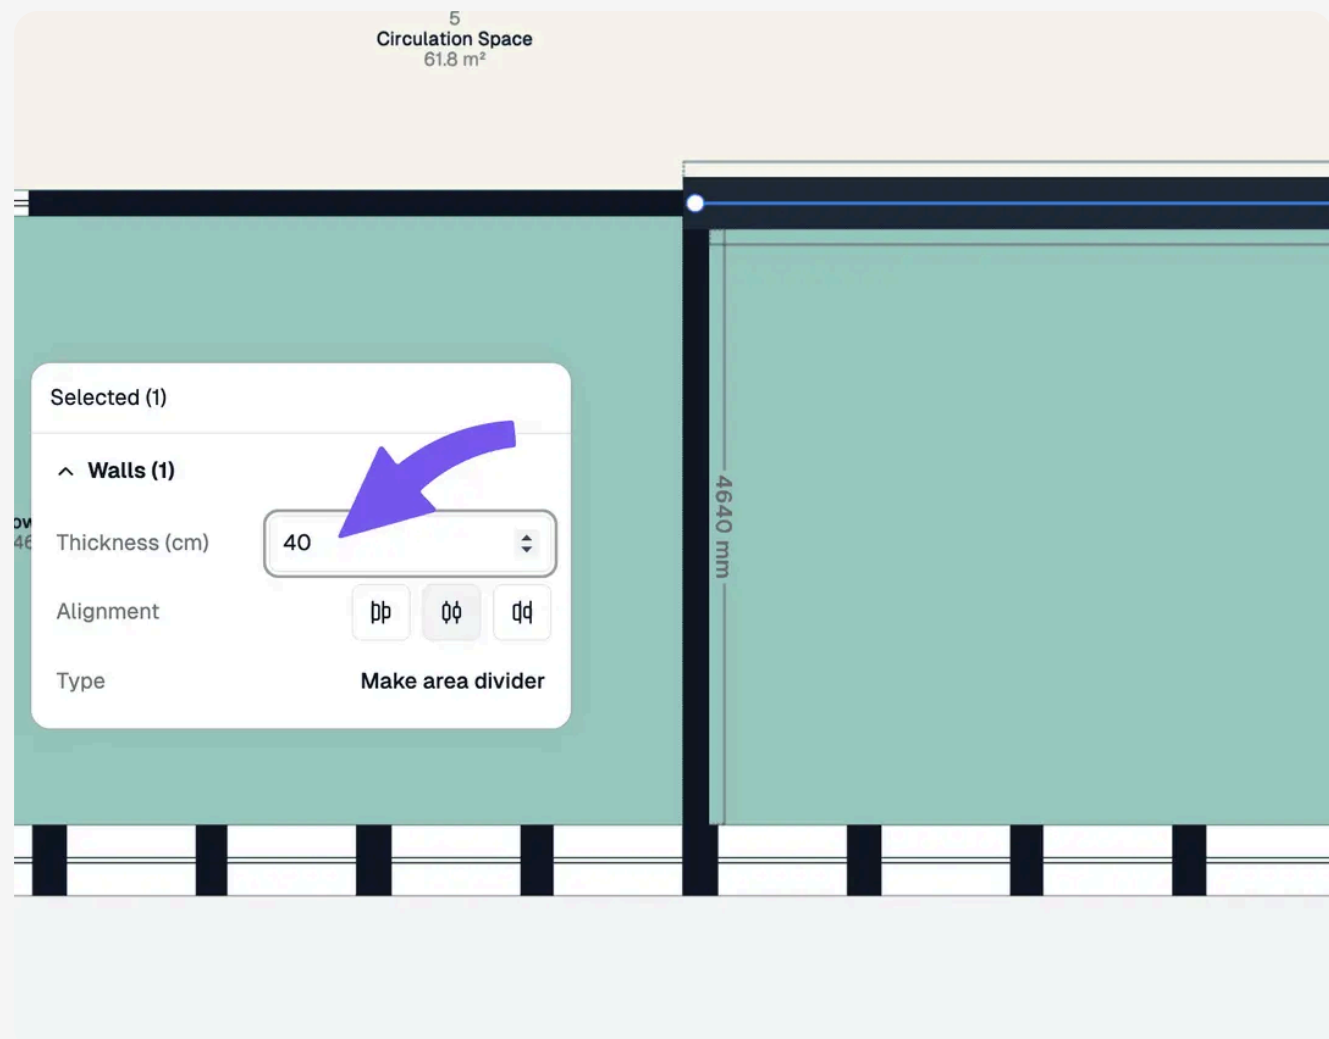 5
Circulation Space
61.8 m²
Selected (1)
Walls (1)
Thickness (cm)
40
Alignment
Type
Make area divider
46
4640 mm